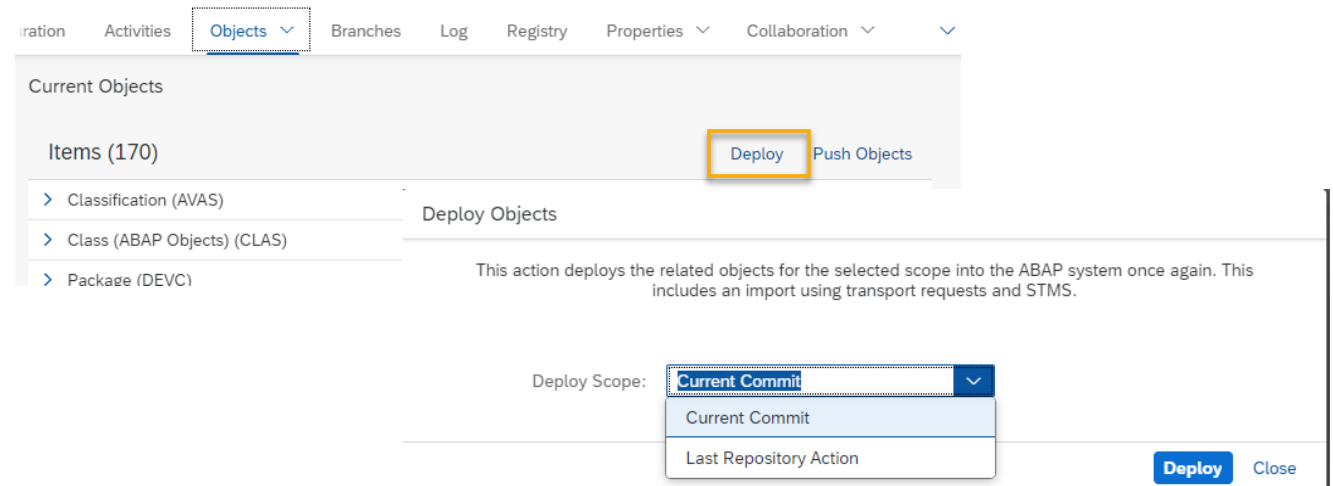 ıration Activities Objects Branches Log Registry Properties Collaboration
Current Objects
Items (170) Deploy Push Objects
Classification (AVAS)
Class (ABAP Objects) (CLAS)
Package (DEVC)
Deploy Objects
This action deploys the related objects for the selected scope into the ABAP system once again. This
includes an import using transport requests and STMS.
Deploy Scope: Current Commit
Current Commit
Last Repository Action
Deploy Close